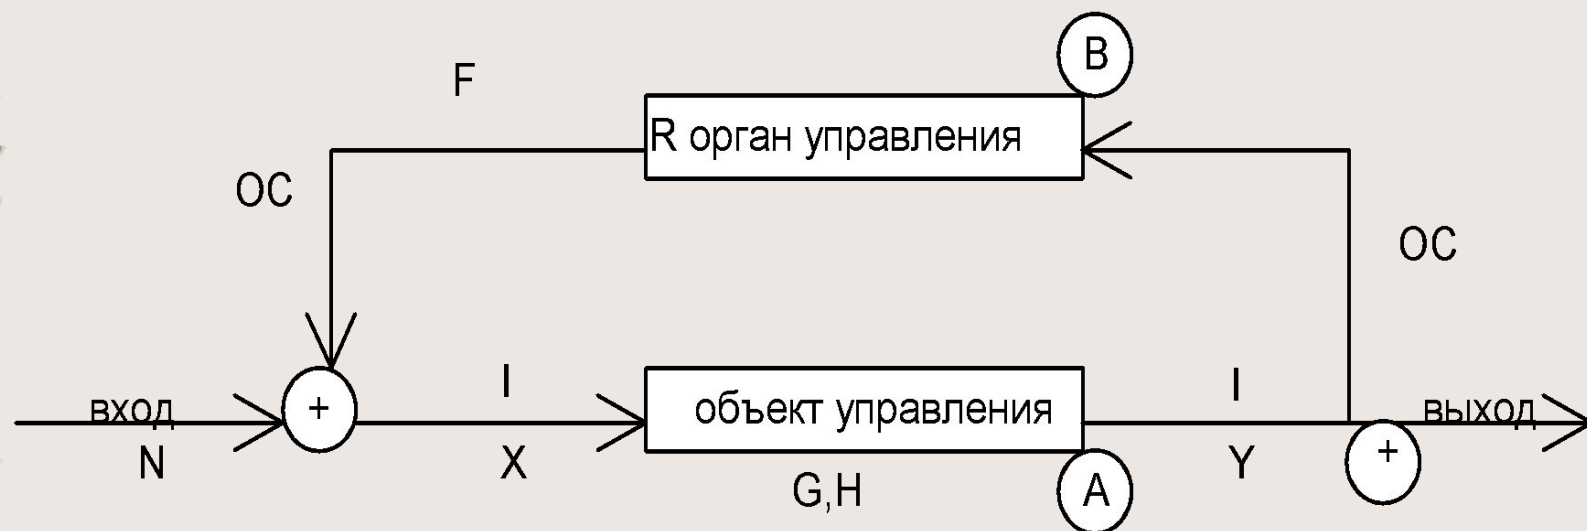 B
F
R орган управления
ОС
ОС
I
I
вход
+
объект управления
выход
+
N
X
G,H
A
Y